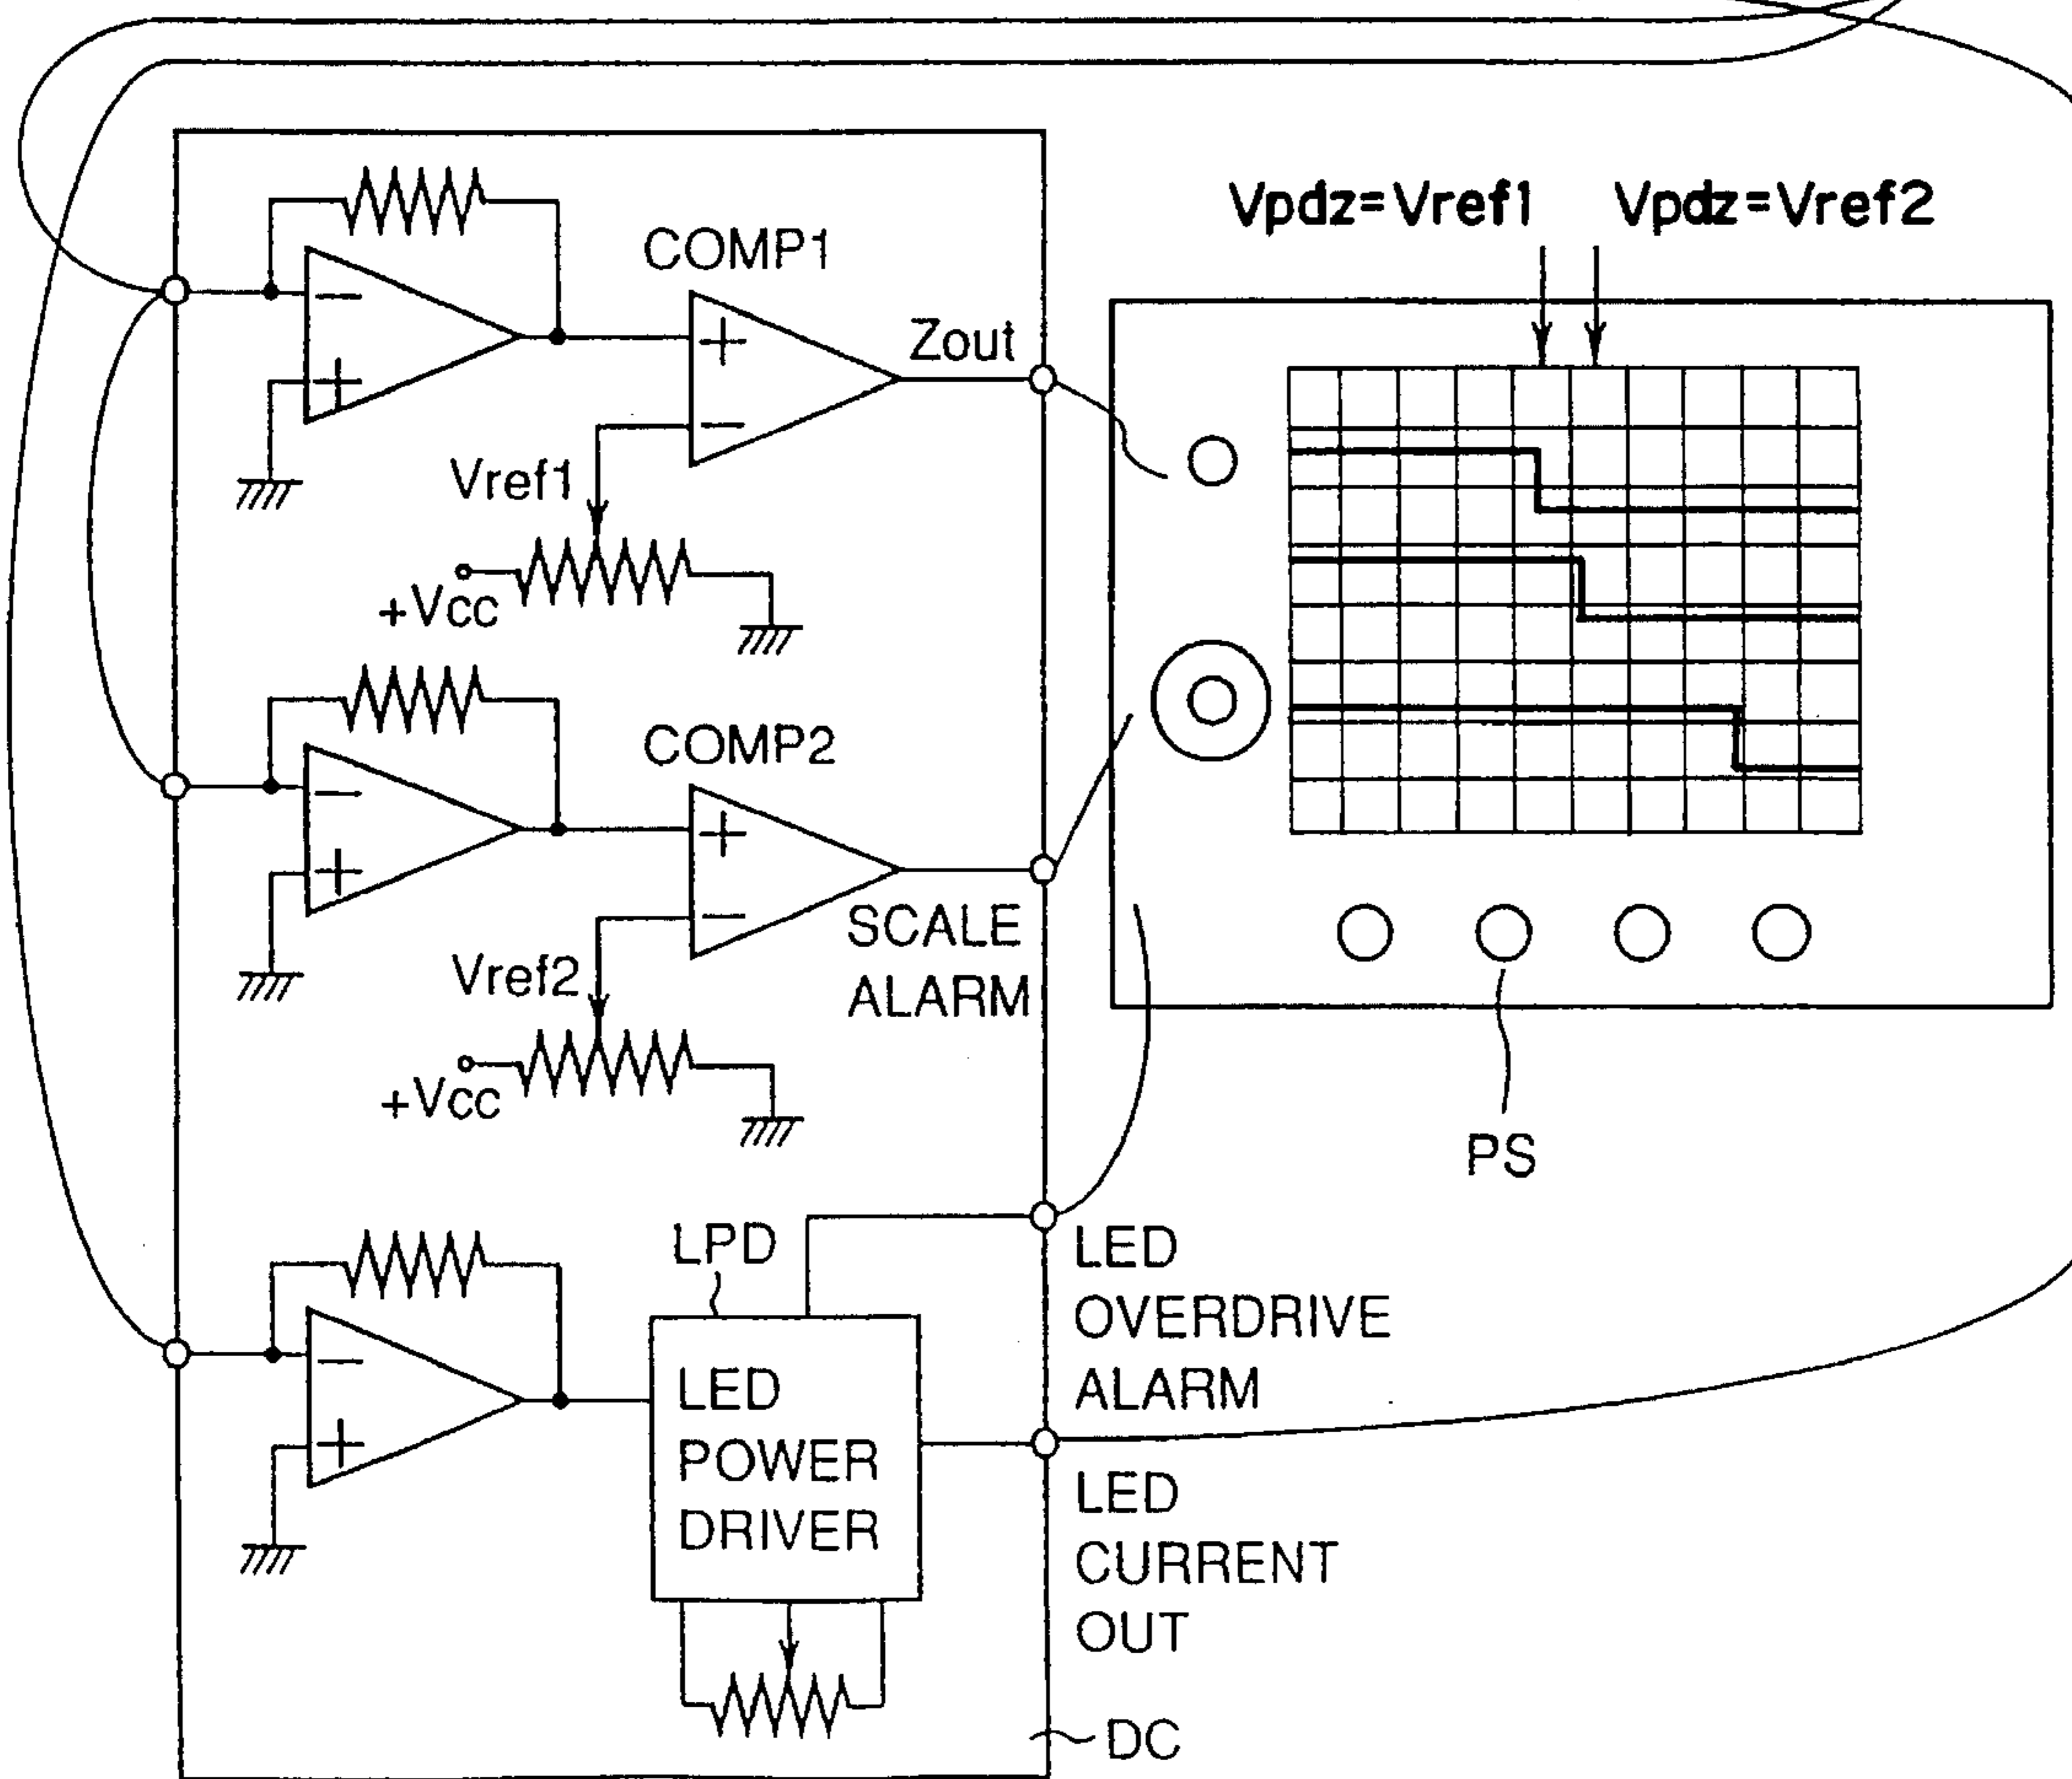 Vpdz=Vref1 Vpdz=Vref2
COMP1
Zout
Vref1
+Vcc
COMP2
SCALE
ALARM
Vref2
+Vcc
PS
LPD
LED
OVERDRIVE
ALARM
LED
POWER
DRIVER
LED
CURRENT
OUT
DC